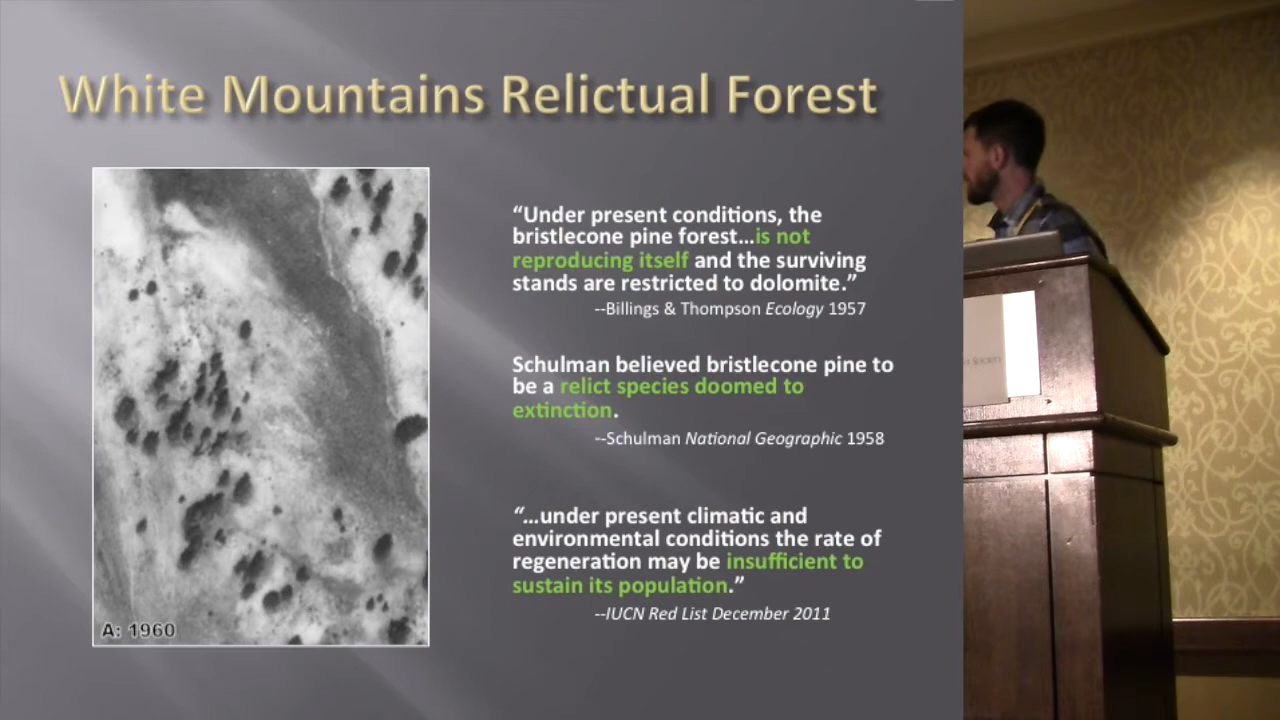 White Mountains Relictual Forest
“Under present conditions, the
bristlecone pine forest…is not
reproducing itself and the surviving
stands are restricted to dolomite.”
--Billings & Thompson Ecology 1957
Schulman believed bristlecone pine to
be a relict species doomed to
extinction.
--Schulman National Geographic 1958
“…under present climatic and
environmental conditions the rate of
regeneration may be insufficient to
sustain its population.”
--IUCN Red List December 2011
A: 1960
Society